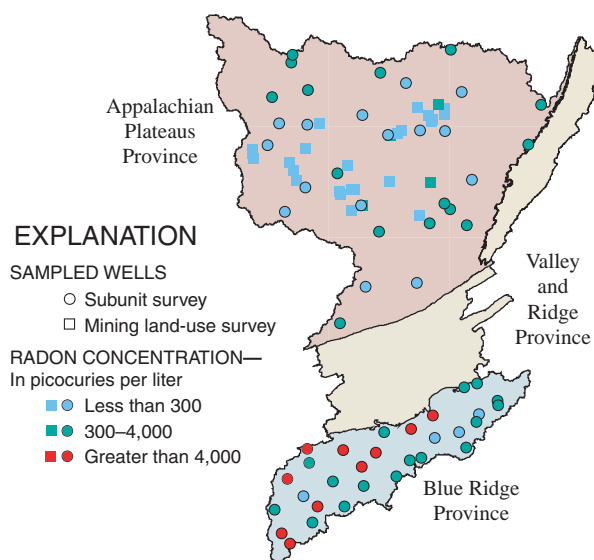 Appalachian
Plateaus
Province
EXPLANATION
SAMPLED WELLS
Subunit survey
Mining land-use survey
RADON CONCENTRATION—
In picocuries per liter
Less than 300
300–4,000
Greater than 4,000
Valley
and
Ridge
Province
Blue Ridge
Province